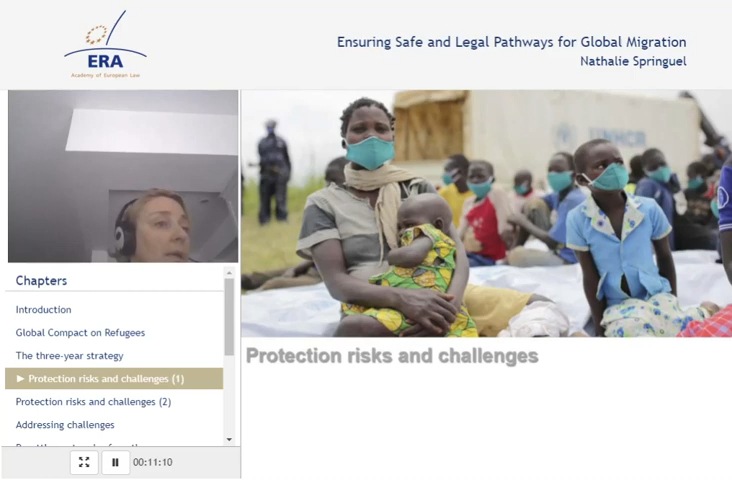 ERA
Academy of European Law
Ensuring Safe and Legal Pathways for Global Migration
Nathalie Springuel
UNHCR
Chapters
Introduction
Global Compact on Refugees
The three-year strategy
► Protection risks and challenges (1)
Protection risks and challenges (2)
Addressing challenges
00:11:10
Protection risks and challenges